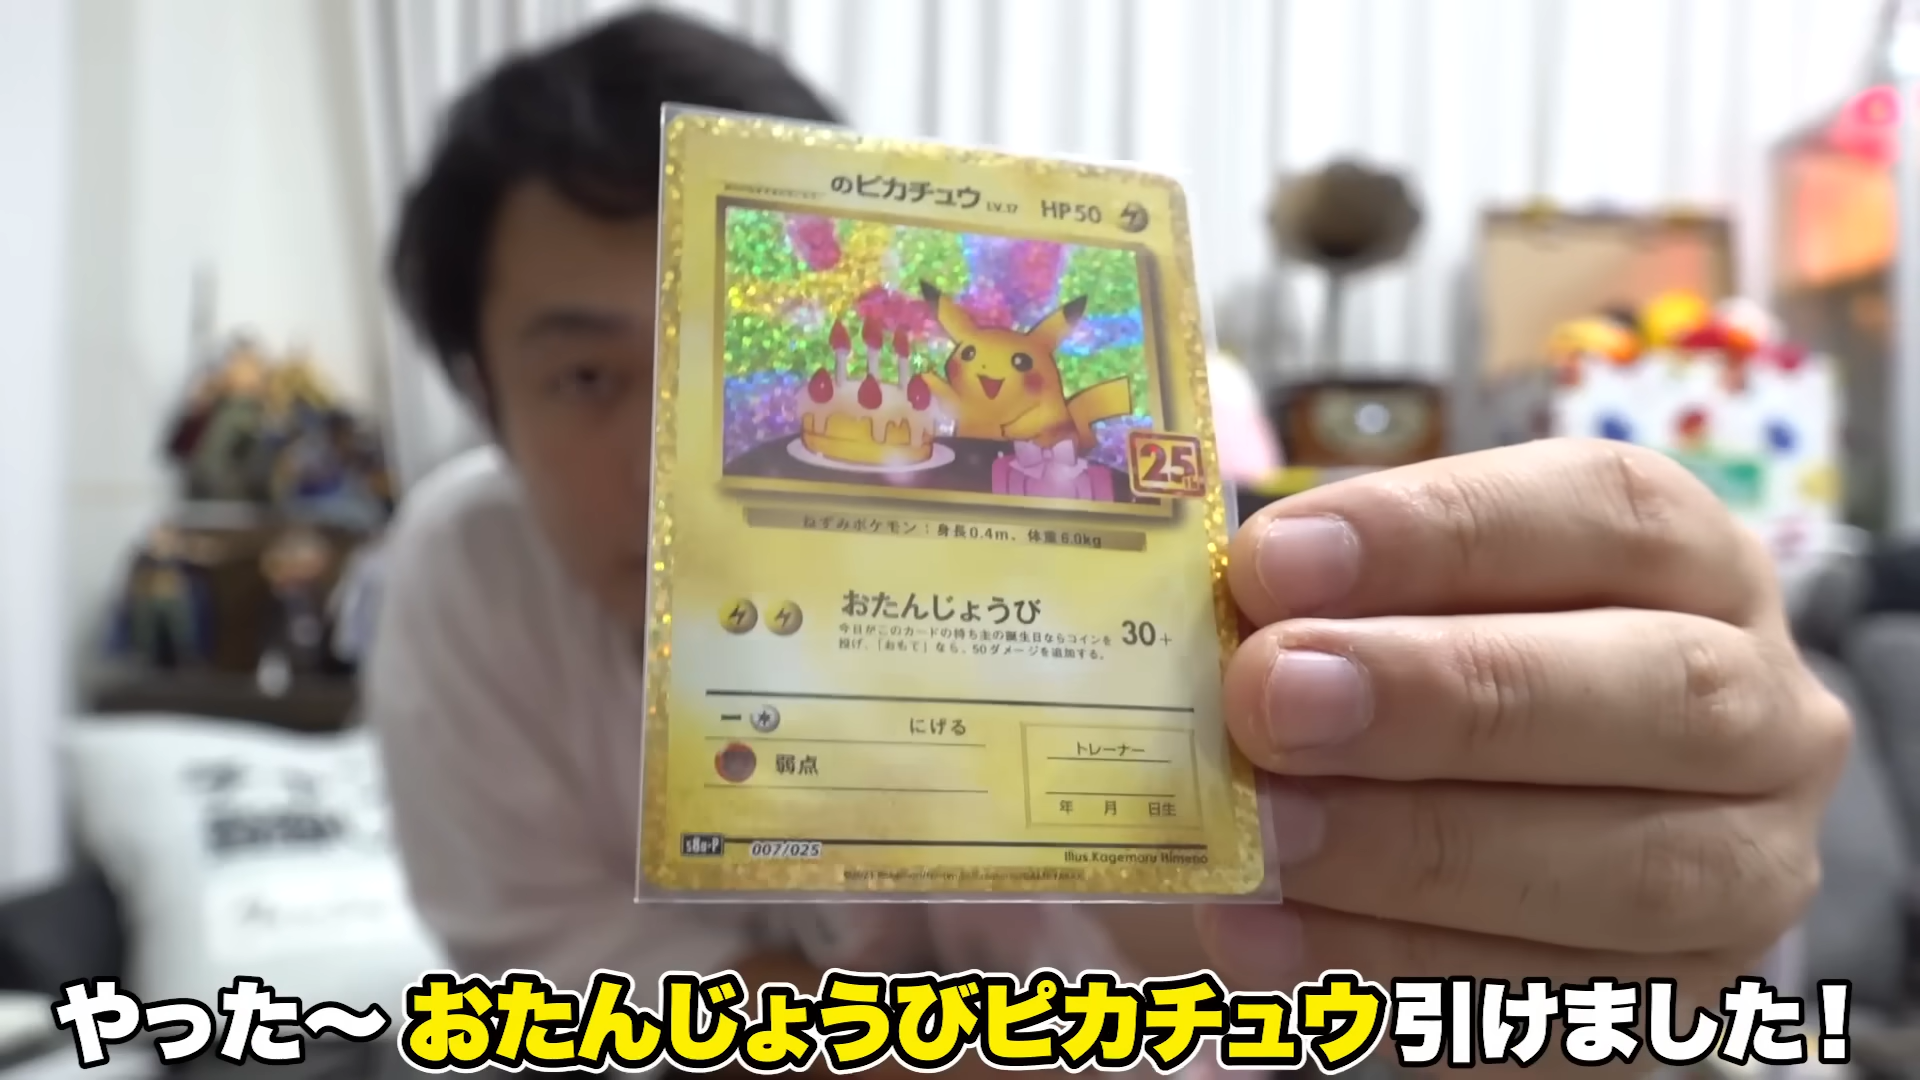 のピカチュウ LV.17 HP50
25TH
ねずみポケモン：身長0.4m、体重6.0kg
おたんじょうび 30+
今日がこのカードの持ち主の誕生日ならコインを
投げ、「おもて」なら、50ダメージを追加する。
にげる
弱点
トレーナー
年 月 日生
s8a-P 007/025
Illus.Kagemaru Himeno
やった～おたんじょうびピカチュウ引けました！